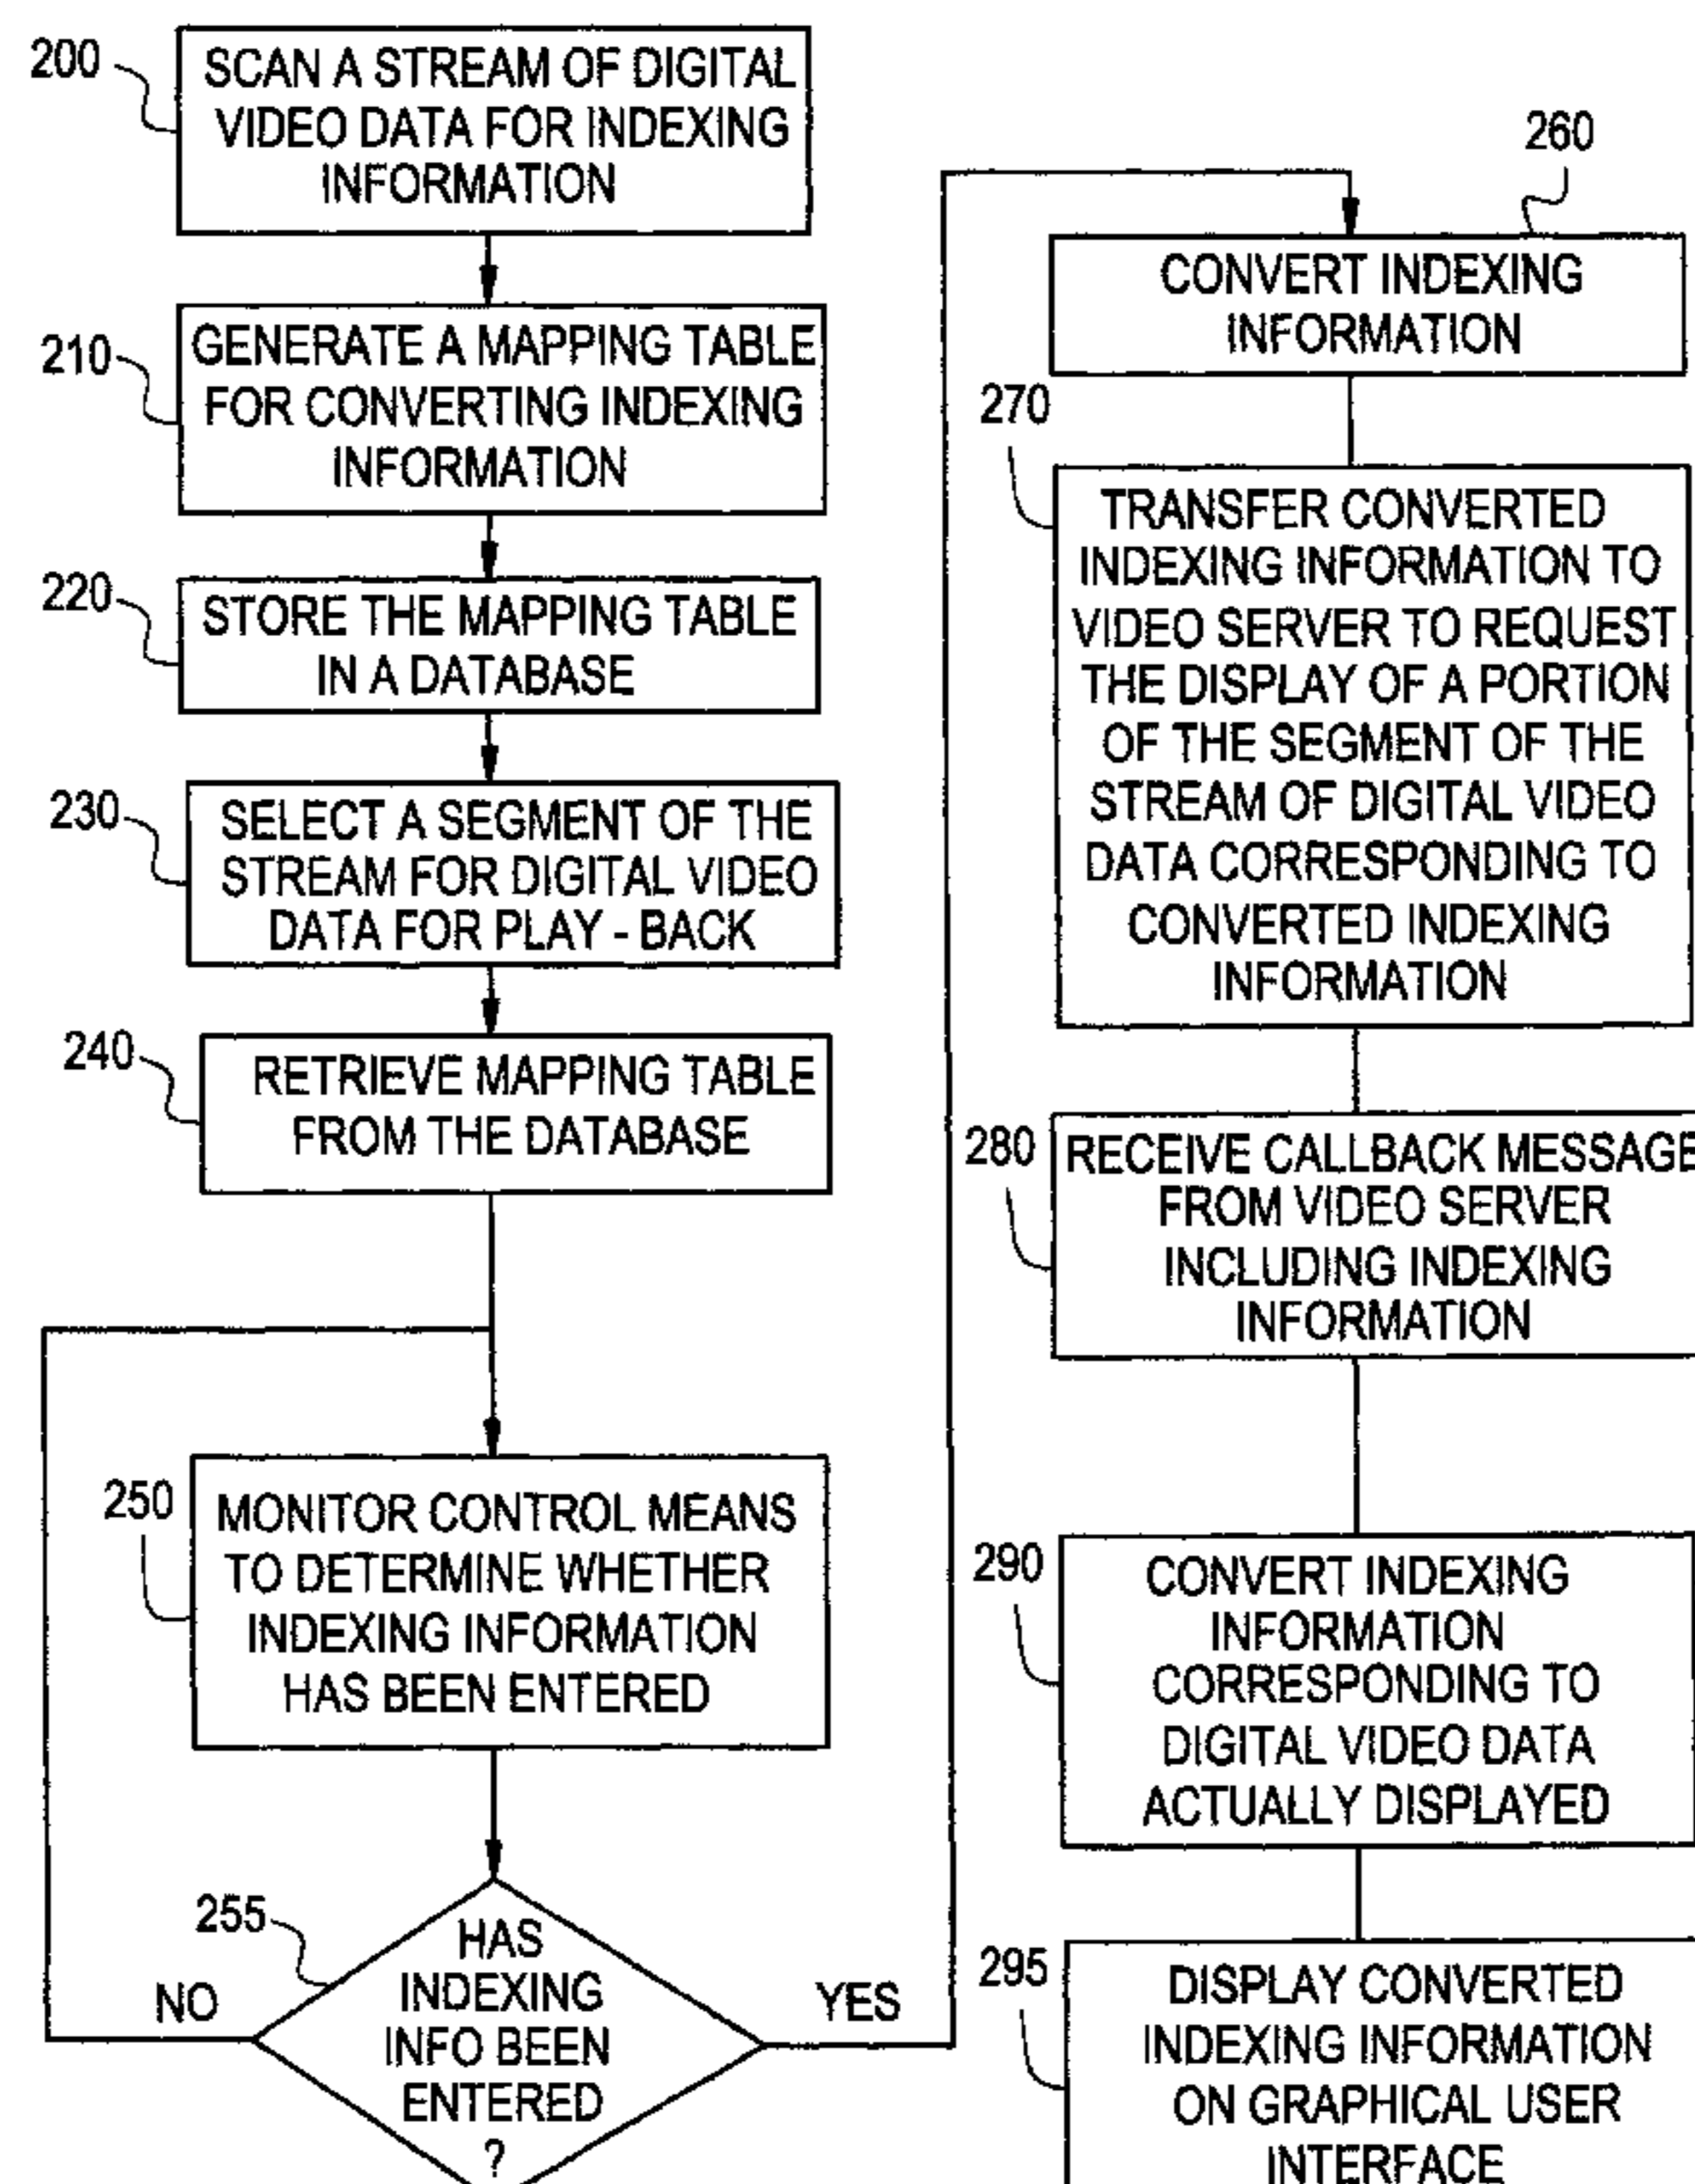 200
SCAN A STREAM OF DIGITAL
VIDEO DATA FOR INDEXING
INFORMATION
210
GENERATE A MAPPING TABLE
FOR CONVERTING INDEXING
INFORMATION
220
STORE THE MAPPING TABLE
IN A DATABASE
230
SELECT A SEGMENT OF THE
STREAM FOR DIGITAL VIDEO
DATA FOR PLAY - BACK
240
RETRIEVE MAPPING TABLE
FROM THE DATABASE
250
MONITOR CONTROL MEANS
TO DETERMINE WHETHER
INDEXING INFORMATION
HAS BEEN ENTERED
255
HAS
INDEXING
INFO BEEN
ENTERED
?
NO
YES
260
CONVERT INDEXING
INFORMATION
270
TRANSFER CONVERTED
INDEXING INFORMATION TO
VIDEO SERVER TO REQUEST
THE DISPLAY OF A PORTION
OF THE SEGMENT OF THE
STREAM OF DIGITAL VIDEO
DATA CORRESPONDING TO
CONVERTED INDEXING
INFORMATION
280
RECEIVE CALLBACK MESSAGE
FROM VIDEO SERVER
INCLUDING INDEXING
INFORMATION
290
CONVERT INDEXING
INFORMATION
CORRESPONDING TO
DIGITAL VIDEO DATA
ACTUALLY DISPLAYED
295
DISPLAY CONVERTED
INDEXING INFORMATION
ON GRAPHICAL USER
INTERFACE